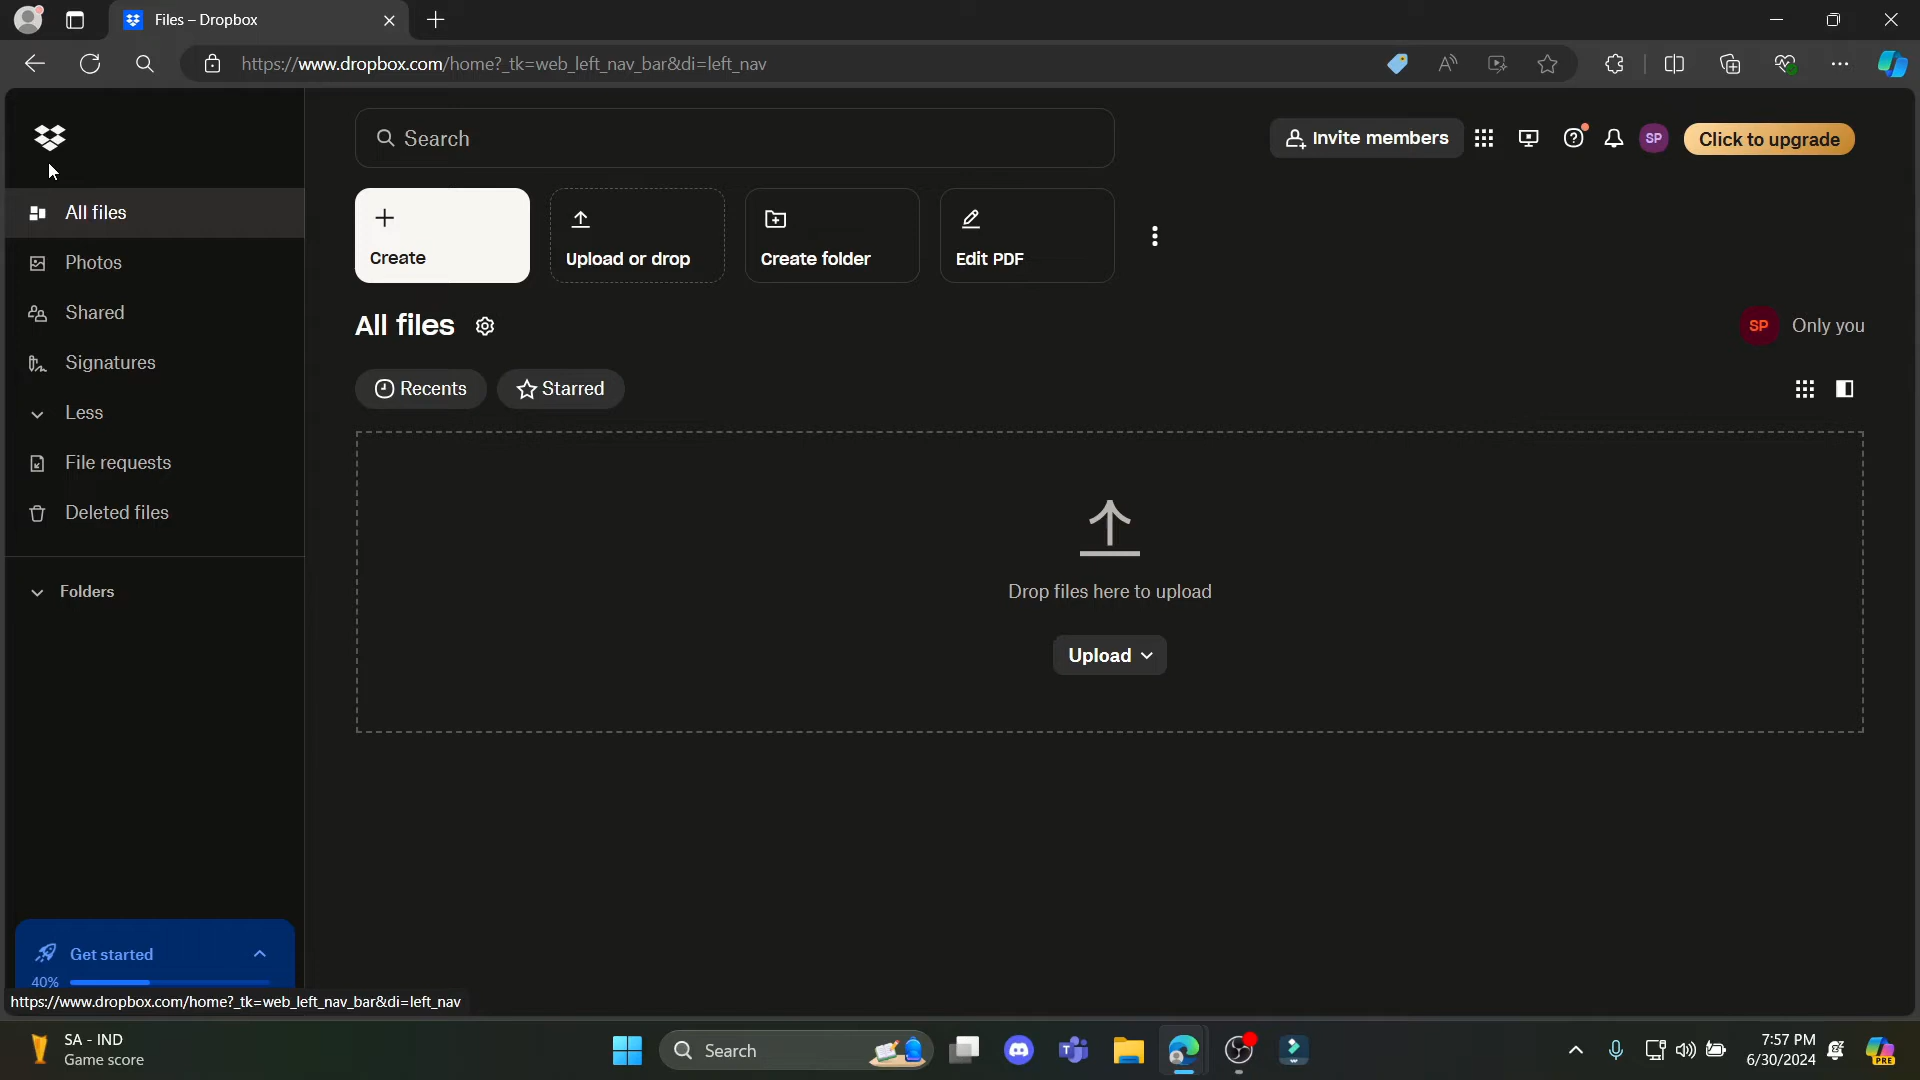 Files – Dropbox
https://www.dropbox.com/home?_tk=web_left_nav_bar&di=left_nav
Search
Invite members
SP
Click to upgrade
All files
Photos
Shared
Signatures
Less
File requests
Deleted files
Folders
Create
Upload or drop
Create folder
Edit PDF
All files
SP
Only you
Recents
Starred
Drop files here to upload
Upload
Get started
40%
https://www.dropbox.com/home?_tk=web_left_nav_bar&di=left_nav
SA - IND
Game score
Search
7:57 PM
6/30/2024
PRE